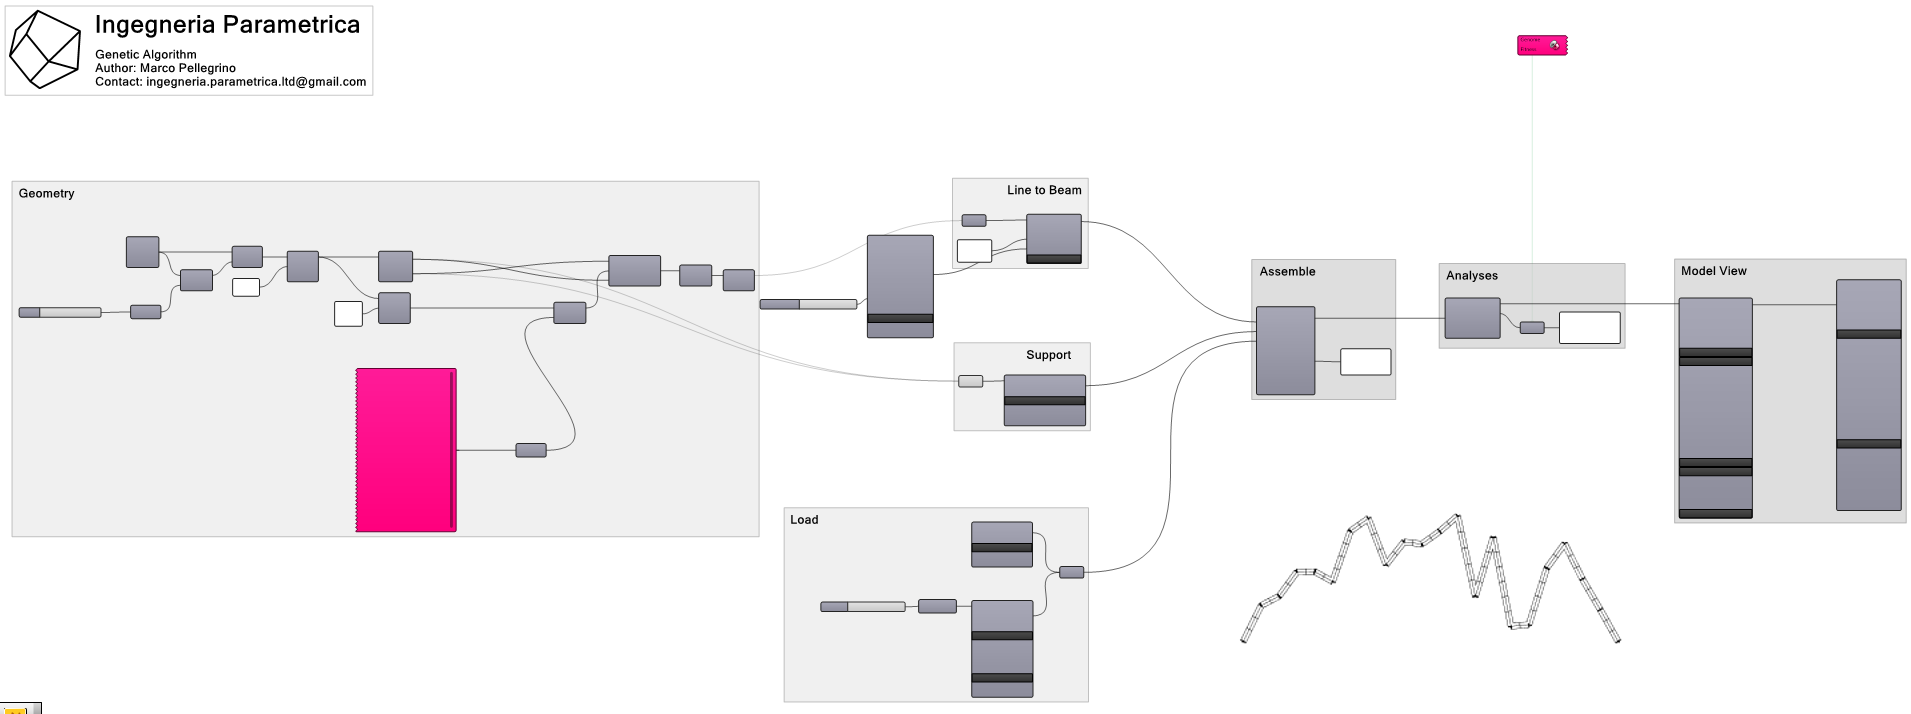 Ingegneria Parametrica
Genetic Algorithm
Author: Marco Pellegrino
Contact: ingegneria.parametrica.ltd@gmail.com
Geometry
Line to Beam
Support
Load
Assemble
Analyses
Model View